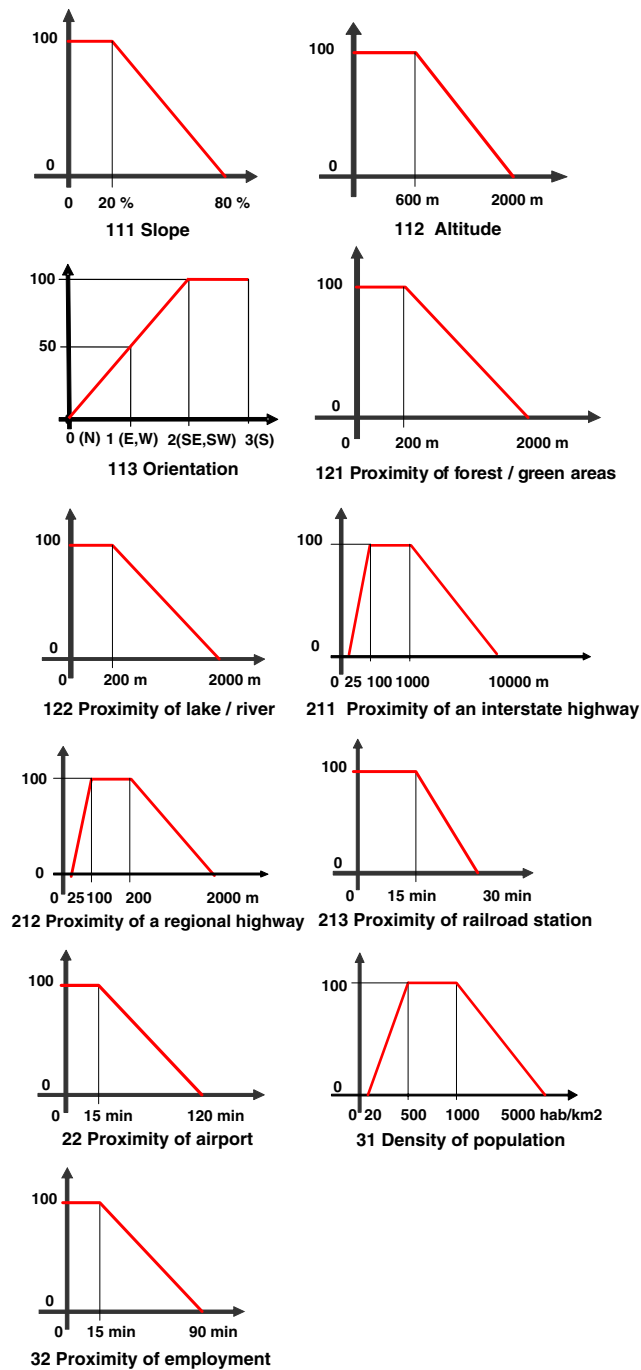 100
0
0 20 % 80 %
111 Slope
100
0
600 m 2000 m
112 Altitude
100
50
0 (N) 1 (E,W) 2(SE,SW) 3(S)
113 Orientation
100
0 200 m 2000 m
121 Proximity of forest / green areas
100
0
0 200 m 2000 m
122 Proximity of lake / river
100
0
0 25 100 1000 10000 m
211 Proximity of an interstate highway
100
0
0 25 100 200 2000 m
212 Proximity of a regional highway
100
0
0 15 min 30 min
213 Proximity of railroad station
100
0
0 15 min 120 min
22 Proximity of airport
100
0
0 20 500 1000 5000 hab/km2
31 Density of population
100
0
0 15 min 90 min
32 Proximity of employment